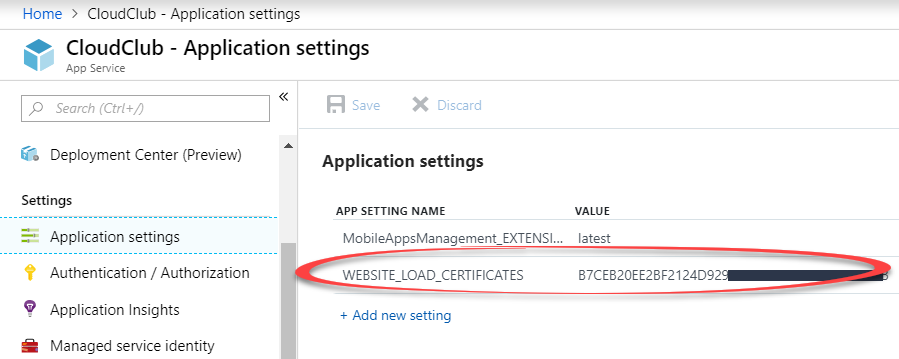 Home > CloudClub - Application settings
CloudClub - Application settings
App Service
Search (Ctrl+/)
«
Save
Discard
Deployment Center (Preview)
Settings
Application settings
Authentication / Authorization
Application Insights
Managed service identity
Application settings
APP SETTING NAME VALUE
MobileAppsManagement_EXTENSI... latest
WEBSITE_LOAD_CERTIFICATES B7CEB20EE2BF2124D929
+ Add new setting